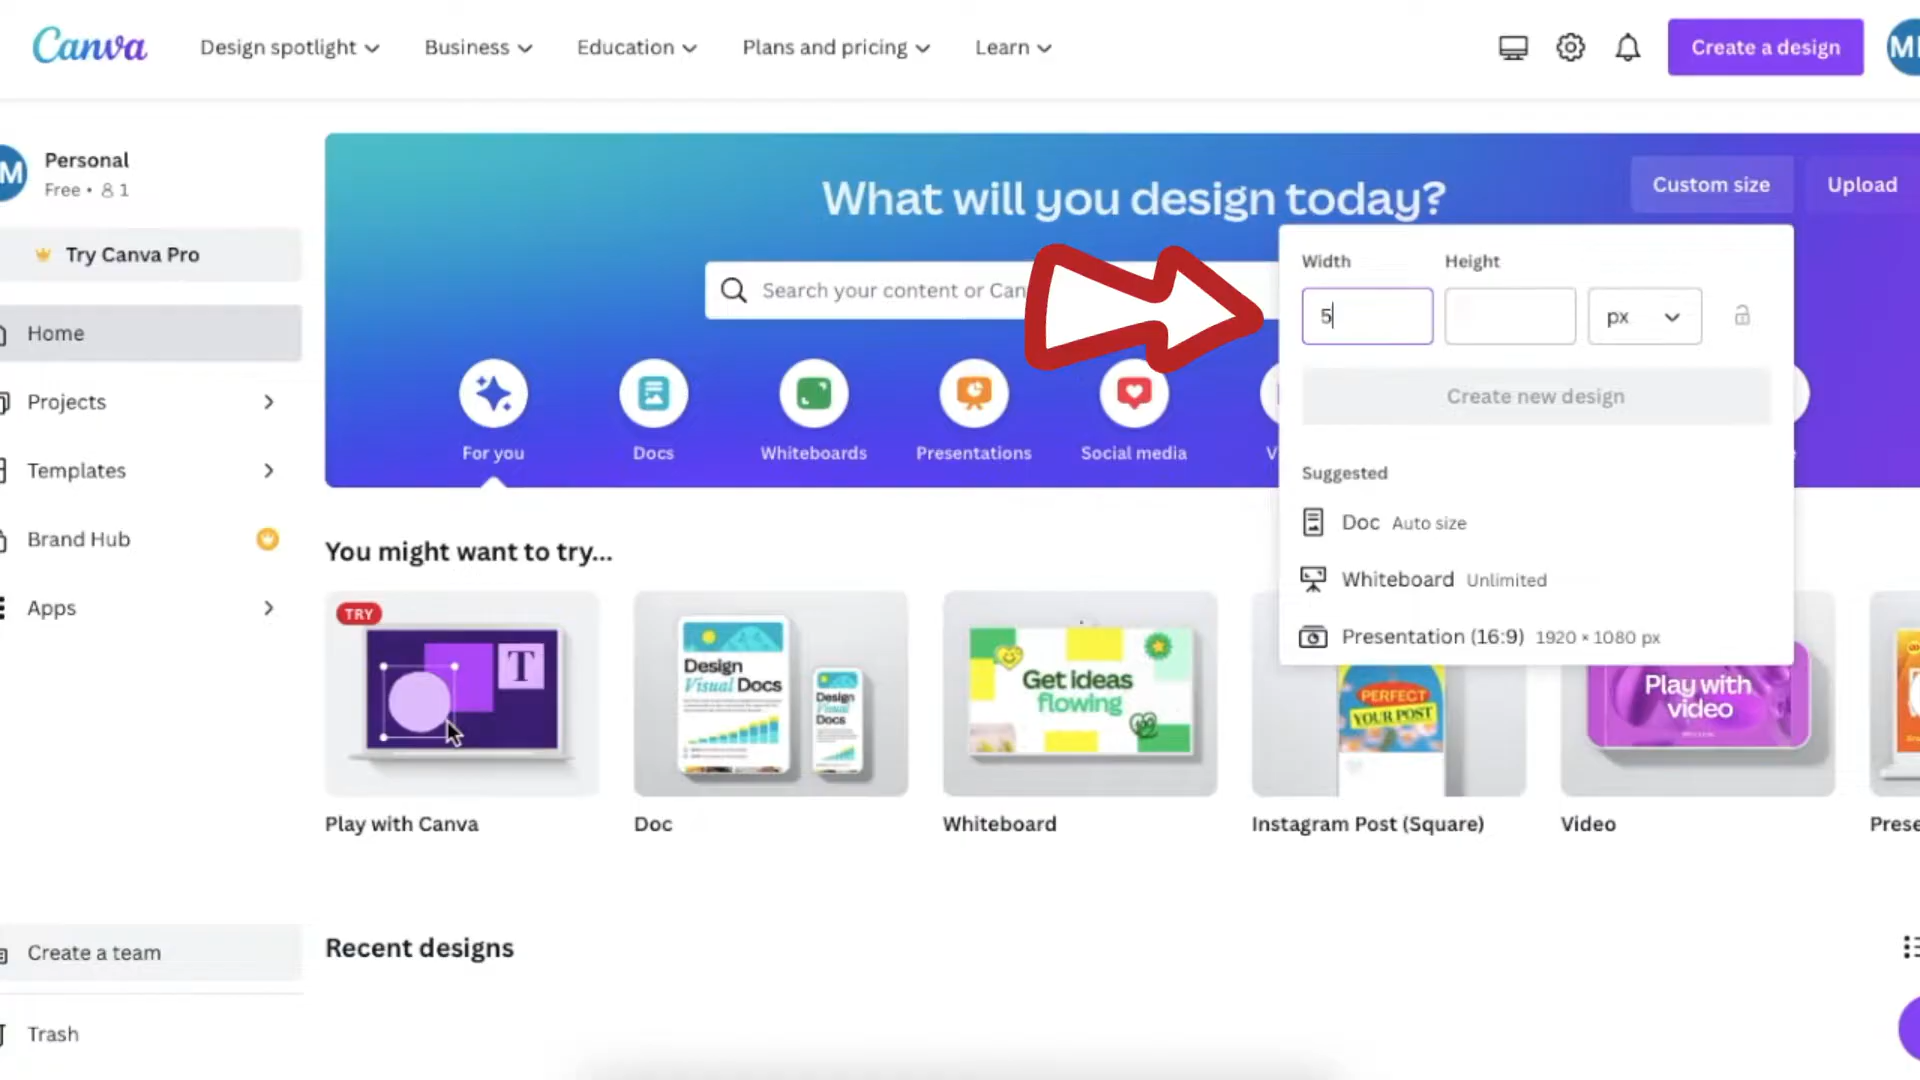 Canva
Design spotlight
Business
Education
Plans and pricing
Learn
Create a design
M
Personal
Free • 1
Try Canva Pro
Home
Projects
Templates
Brand Hub
Apps
Create a team
Trash
What will you design today?
Custom size
Upload
Search your content or Can
For you
Docs
Whiteboards
Presentations
Social media
V
Width
Height
5
px
Create new design
Suggested
Doc Auto size
Whiteboard Unlimited
Presentation (16:9) 1920 × 1080 px
You might want to try...
TRY
T
Design
Visual Docs
Design
Visual
Docs
Get ideas
flowing
PERFECT
YOUR POST
Play with
video
Play with Canva
Doc
Whiteboard
Instagram Post (Square)
Video
Prese
Recent designs